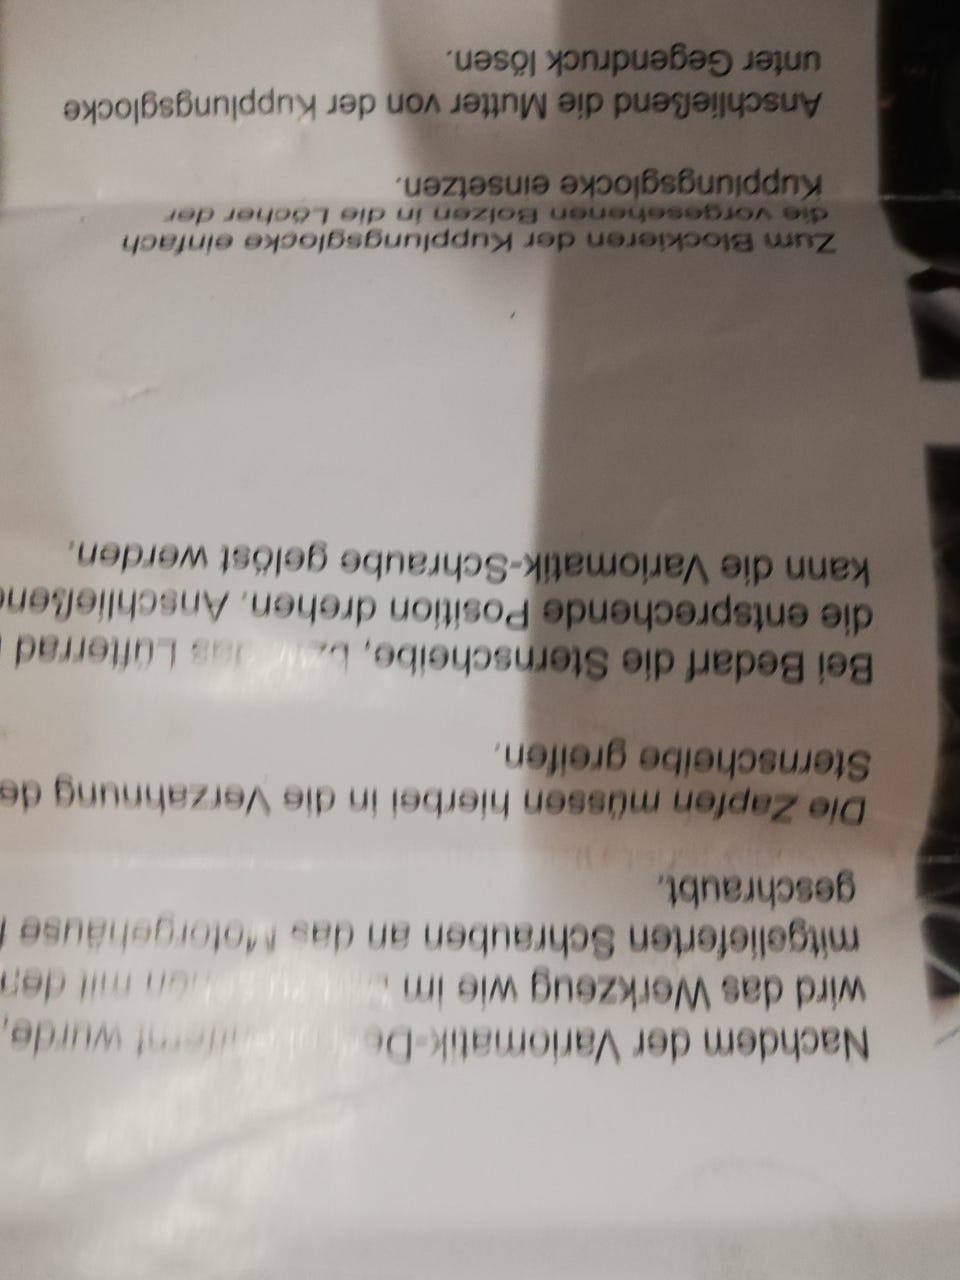 Nachdem der Variomatik-De wurde,
wird das Werkzeug wie im mit den
mitgelieferten Schrauben an das Motorgehäuse
geschraubt.
Die Zapfen müssen hierbei in die Verzahnung de
Sternscheibe greifen.
Bei Bedarf die Sternscheibe, bzw. das Lüfterrad
die entsprechende Position drehen. Anschließend
kann die Variomatik-Schraube gelöst werden.
Zum Blockieren der Kupplungsglocke einfach
die vorgesehenen Bolzen in die Löcher der
Kupplungsglocke einsetzen.
Anschließend die Mutter von der Kupplungsglocke
unter Gegendruck lösen.